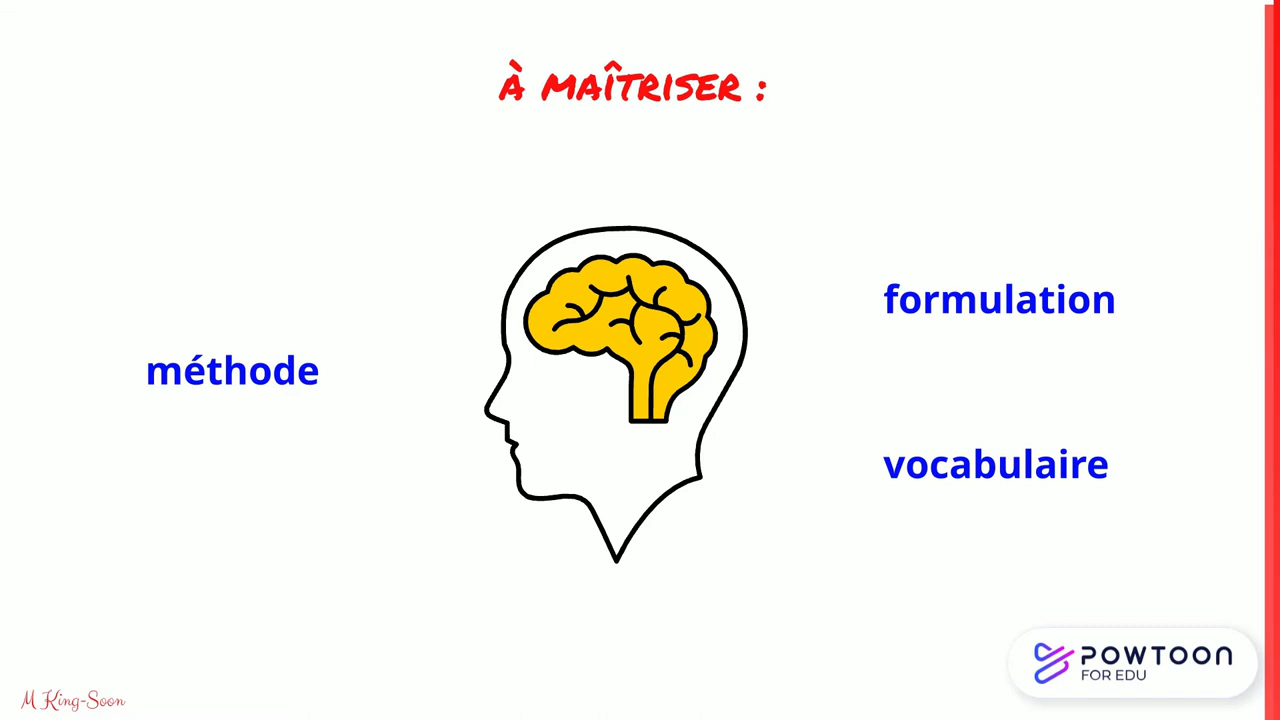 À MAÎTRISER :
méthode
formulation
vocabulaire
M King-Soon
POWTOON
FOR EDU